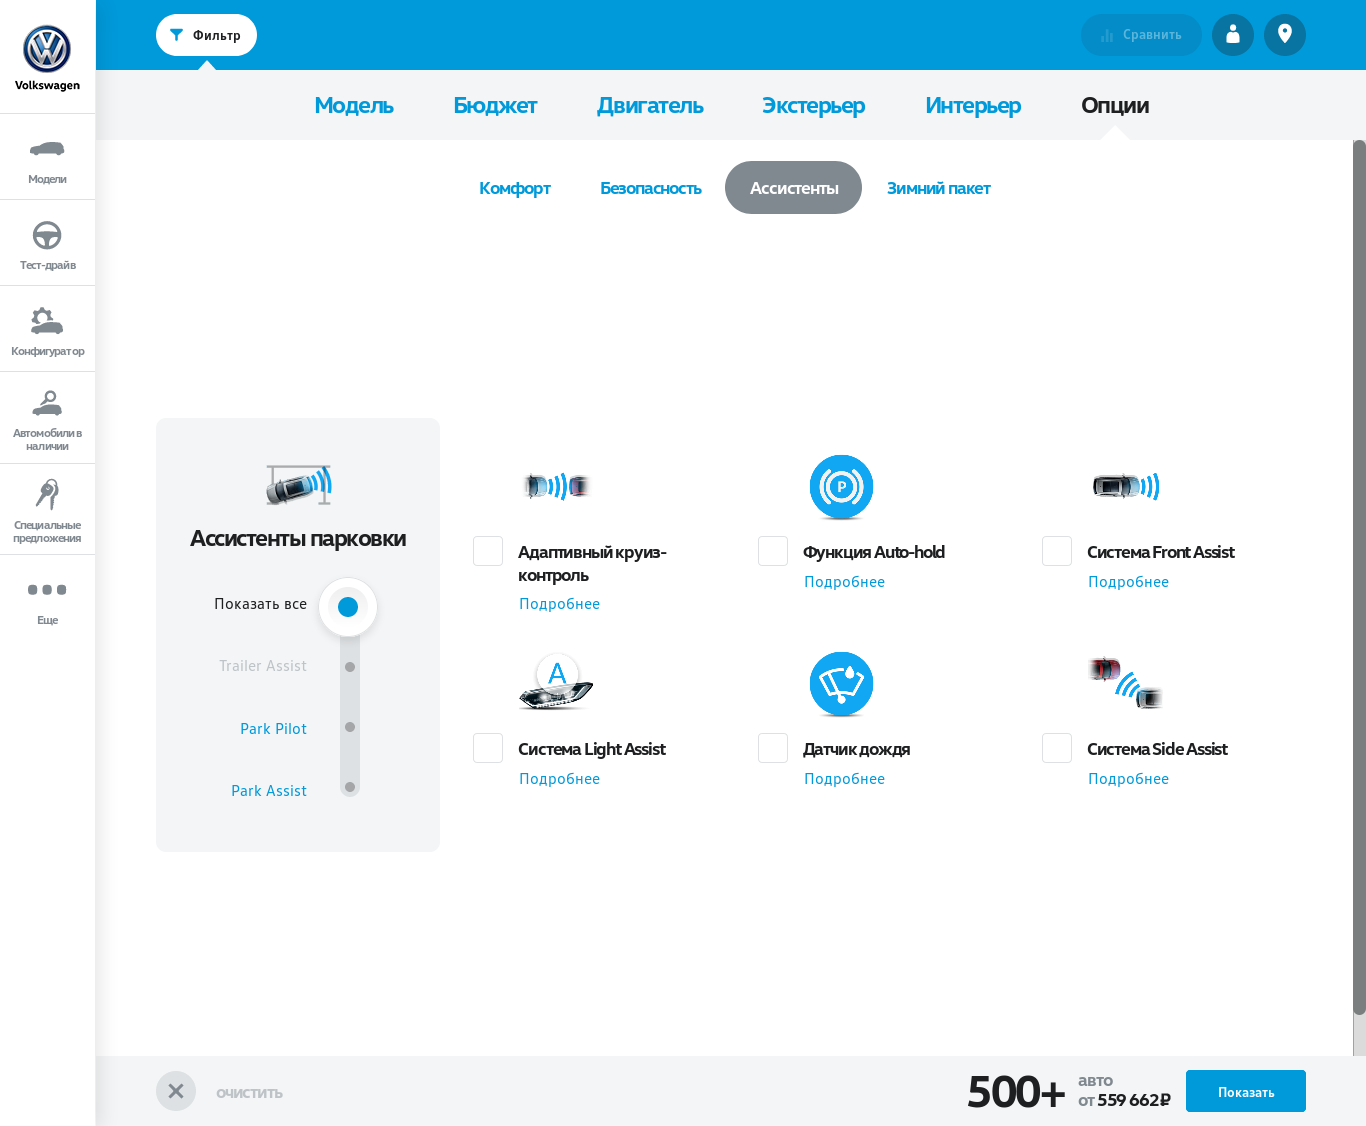 Volkswagen
Модели
Тест-драйв
Конфигуратор
Автомобили в
наличии
Специальные
предложения
Еще
Фильтр
Сравнить
Модель
Бюджет
Двигатель
Экстерьер
Интерьер
Опции
Комфорт
Безопасность
Ассистенты
Зимний пакет
Ассистенты парковки
Показать все
Trailer Assist
Park Pilot
Park Assist
Адаптивный круиз-
контроль
Подробнее
P
Функция Auto-hold
Подробнее
Система Front Assist
Подробнее
A
Система Light Assist
Подробнее
Датчик дождя
Подробнее
Система Side Assist
Подробнее
очистить
500+
авто
от 559 662₽
Показать